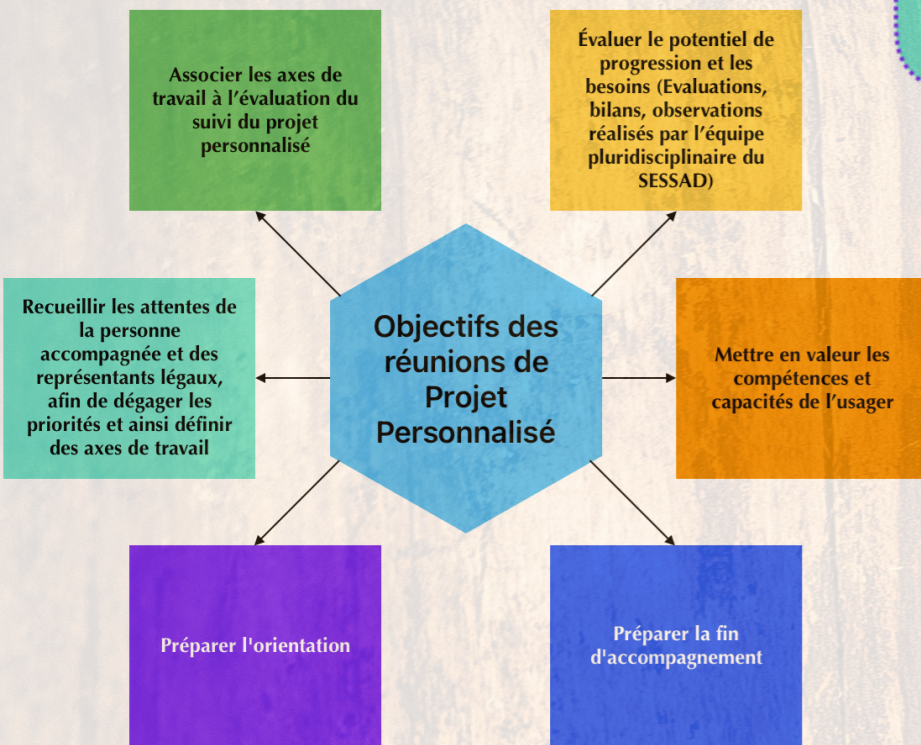 Associer les axes de
travail à l'évaluation du
suivi du projet
personnalisé
Évaluer le potentiel de
progression et les
besoins (Evaluations,
bilans, observations
réalisés par l'équipe
pluridisciplinaire du
SESSAD)
Recueillir les attentes de
la personne
accompagnée et des
représentants légaux,
afin de dégager les
priorités et ainsi définir
des axes de travail
Objectifs des
réunions de
Projet
Personnalisé
Mettre en valeur les
compétences et
capacités de l'usager
Préparer l'orientation
Préparer la fin
d'accompagnement